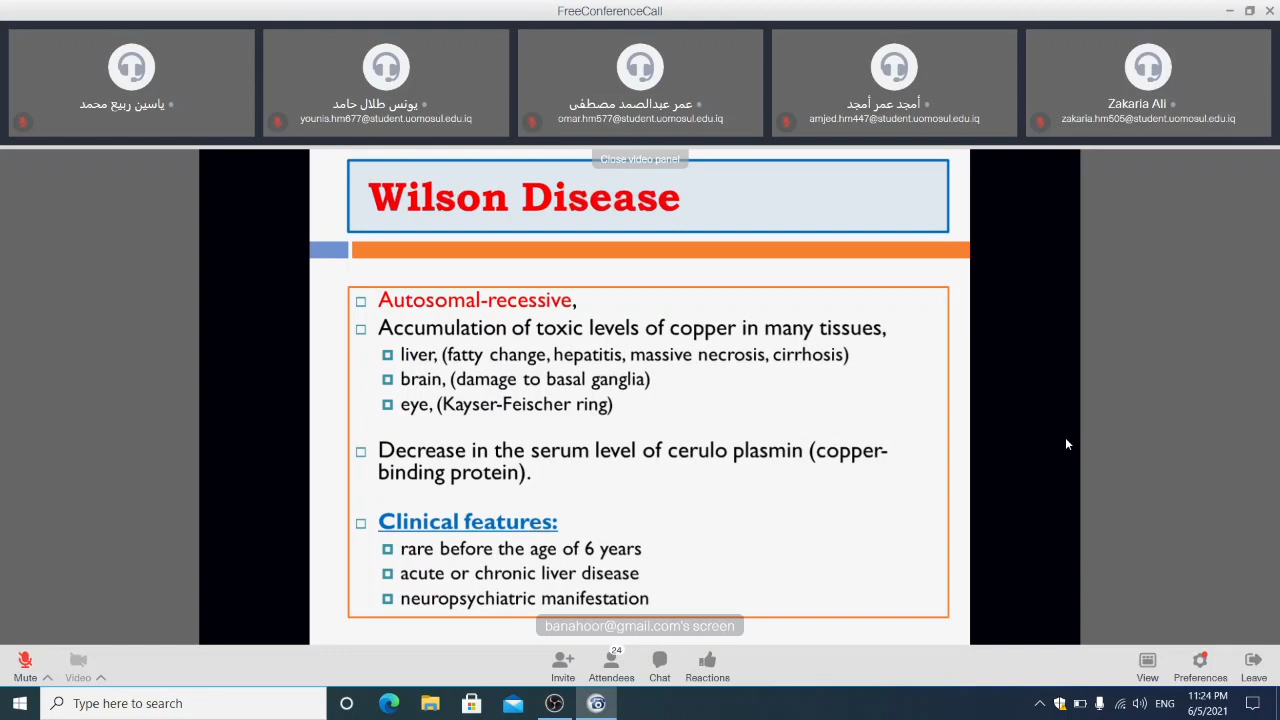 FreeConferenceCall
ياسين ربيع محمد
يونس طلال حامد
younis.hm677@student.uomosul.edu.iq
عمر عبدالصمد مصطفى
omar.hm577@student.uomosul.edu.iq
أمجد عمر أمجد
amjed.hm447@student.uomosul.edu.iq
Zakaria Ali
zakaria.hm505@student.uomosul.edu.iq
Close video panel
Wilson Disease
Autosomal-recessive,
Accumulation of toxic levels of copper in many tissues,
liver, (fatty change, hepatitis, massive necrosis, cirrhosis)
brain, (damage to basal ganglia)
eye, (Kayser-Feischer ring)
Decrease in the serum level of cerulo plasmin (copper-
binding protein).
Clinical features:
rare before the age of 6 years
acute or chronic liver disease
neuropsychiatric manifestation
banahoor@gmail.com's screen
Mute
Video
Invite
24
Attendees
Chat
Reactions
View
Preferences
Leave
Type here to search
ENG
11:24 PM
6/5/2021